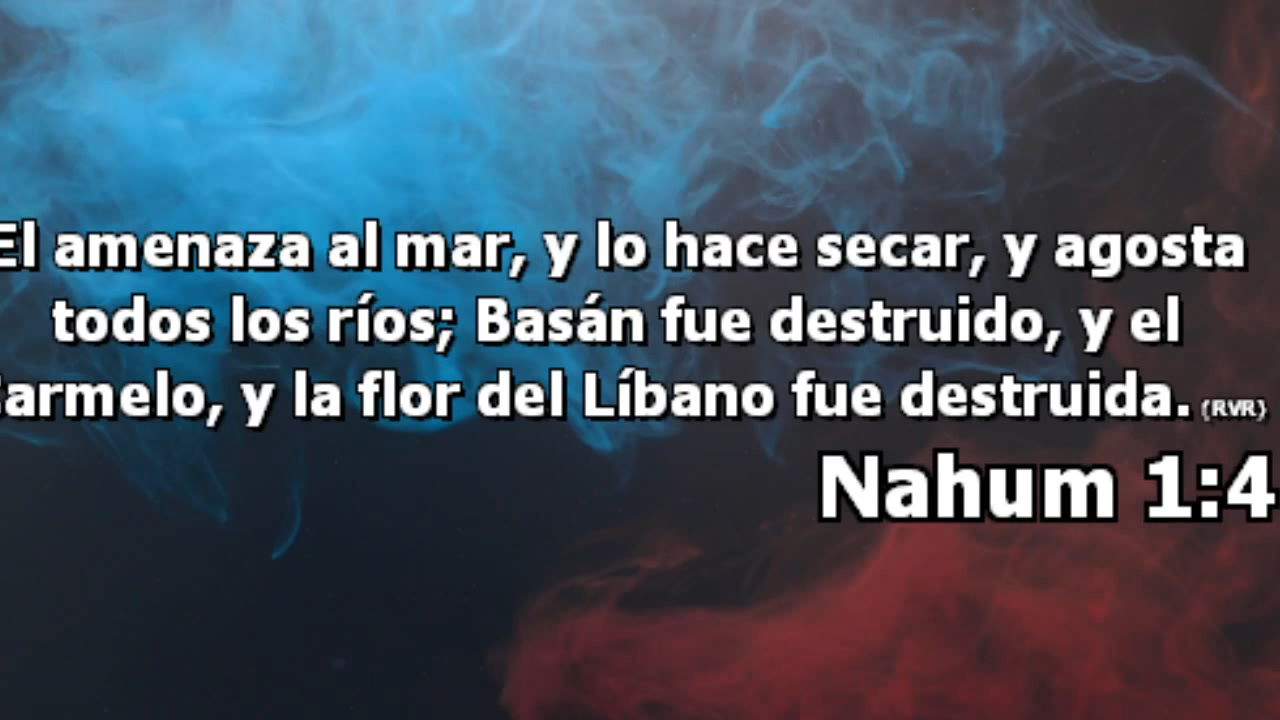 El amenaza al mar, y lo hace secar, y agosta
todos los ríos; Basán fue destruido, y el
Carmelo, y la flor del Líbano fue destruida. (RVR)
Nahum 1:4